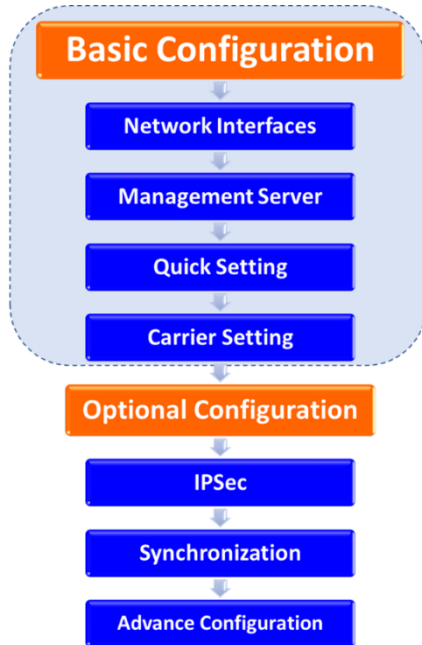 Basic Configuration
Network Interfaces
Management Server
Quick Setting
Carrier Setting
Optional Configuration
IPSec
Synchronization
Advance Configuration